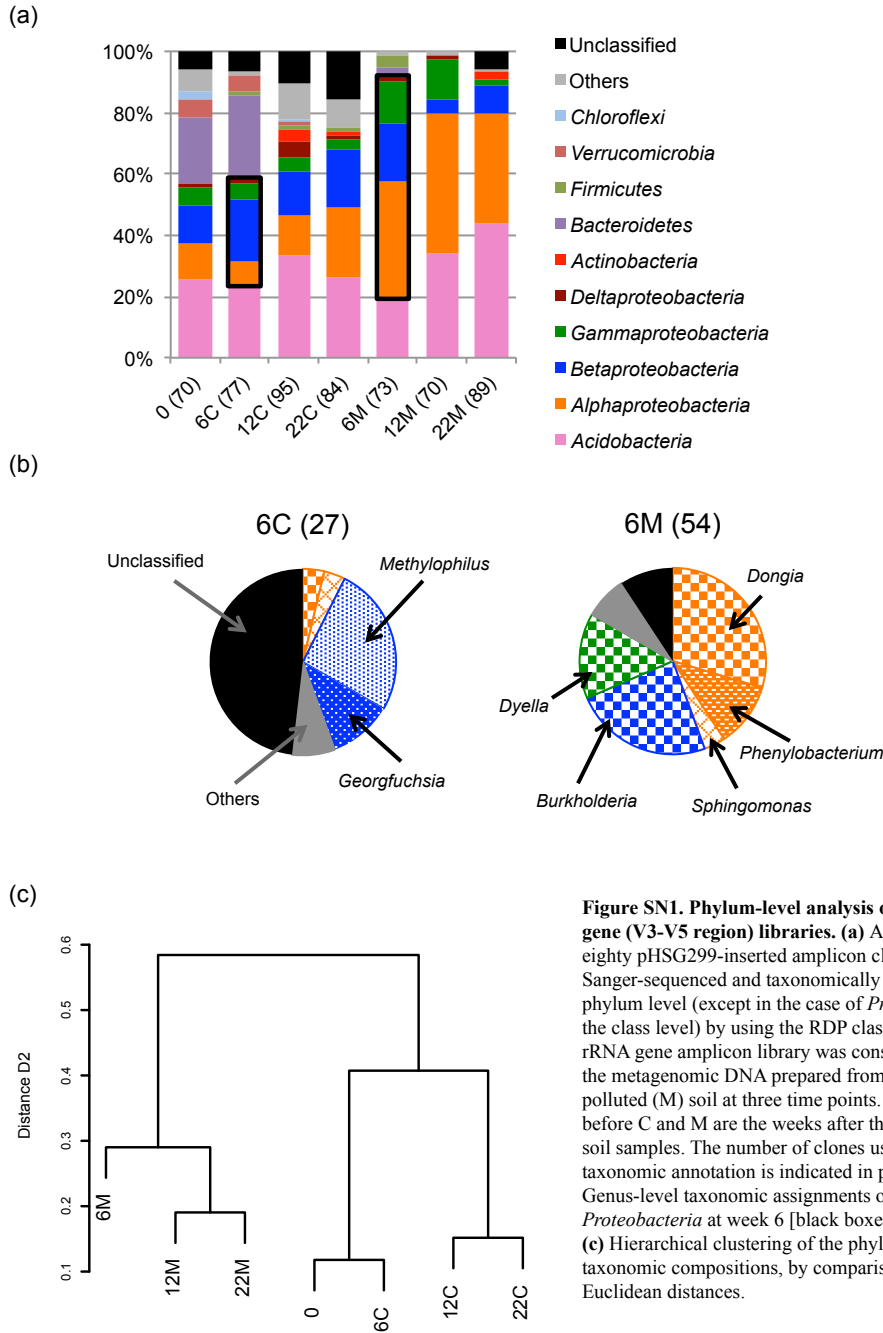 (a)
100%
80%
60%
40%
20%
0%
0 (70)
6C (77)
12C (95)
22C (84)
6M (73)
12M (70)
22M (89)
Unclassified
Others
Chloroflexi
Verrucomicrobia
Firmicutes
Bacteroidetes
Actinobacteria
Deltaproteobacteria
Gammaproteobacteria
Betaproteobacteria
Alphaproteobacteria
Acidobacteria
(b)
6C (27)
Unclassified
Methylophilus
Others
Georgfuchsia
6M (54)
Dongia
Dyella
Phenylobacterium
Burkholderia
Sphingomonas
(c)
Distance D2
0.6
0.5
0.4
0.3
0.2
0.1
6M
12M
22M
0
6C
12C
22C
Figure SN1. Phylum-level analysis
gene (V3-V5 region) libraries. (a) A
eighty pHSG299-inserted amplicon
Sanger-sequenced and taxonomically
phylum level (except in the case of
the class level) by using the RDP
rRNA gene amplicon library was
the metagenomic DNA prepared from
polluted (M) soil at three time points.
before C and M are the weeks after
soil samples. The number of clones
taxonomic annotation is indicated in
Genus-level taxonomic assignments
Proteobacteria at week 6 [black
(c) Hierarchical clustering of the
taxonomic compositions, by
Euclidean distances.